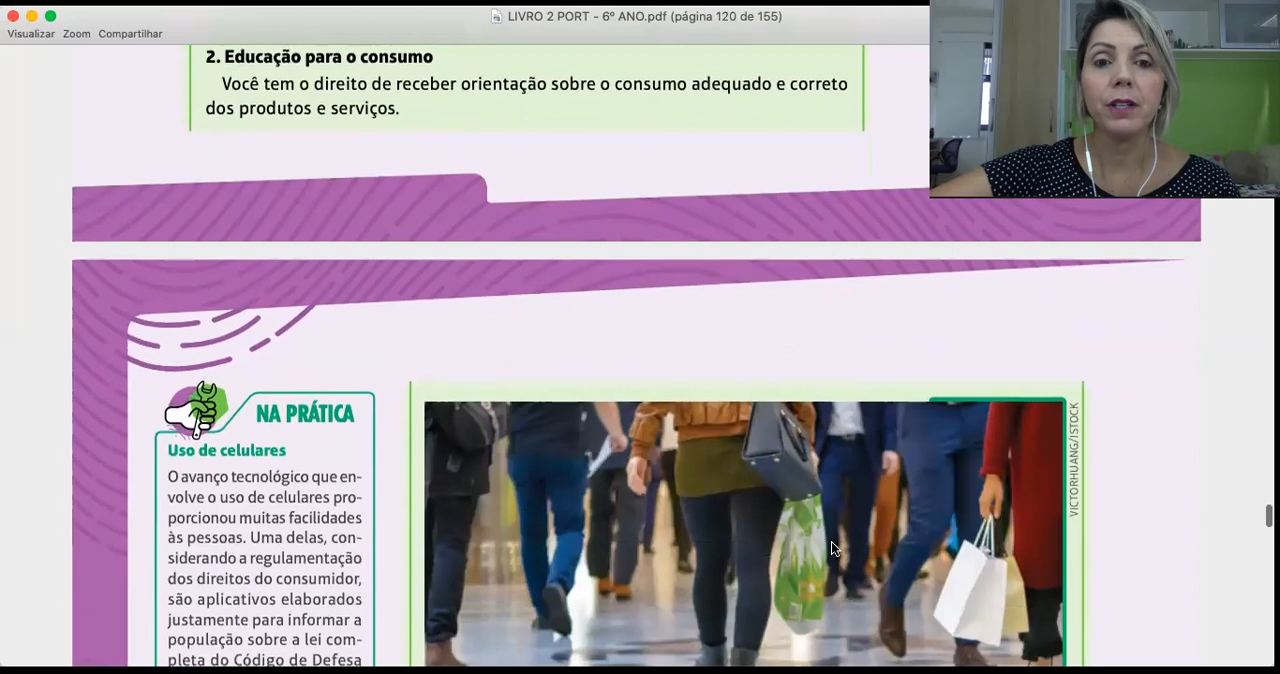 LIVRO 2 PORT - 6º ANO.pdf (página 120 de 155)
Visualizar Zoom Compartilhar
2. Educação para o consumo
Você tem o direito de receber orientação sobre o consumo adequado e correto
dos produtos e serviços.
NA PRÁTICA
Uso de celulares
O avanço tecnológico que en-
volve o uso de celulares pro-
porcionou muitas facilidades
às pessoas. Uma delas, con-
siderando a regulamentação
dos direitos do consumidor,
são aplicativos elaborados
justamente para informar a
população sobre a lei com-
pleta do Código de Defesa
VICTORHUANG/ISTOCK